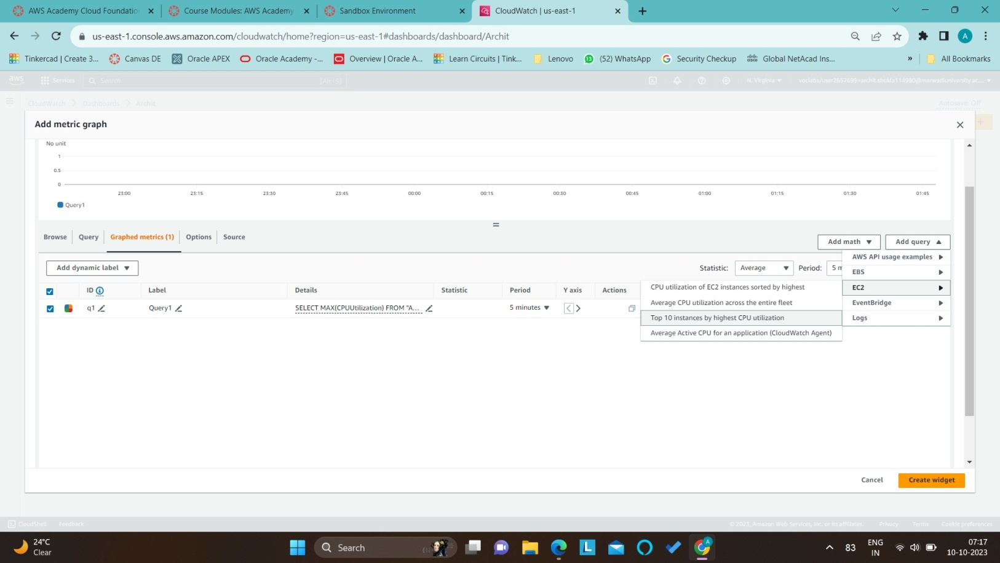 AWS Academy Cloud Foundatio
Course Modules: AWS Academy
Sandbox Environment
CloudWatch | us-east-1
us-east-1.console.aws.amazon.com/cloudwatch/home?region=us-east-1#dashboards/dashboard/Archit
A
Tinkercad | Create 3...
Canvas DE
Oracle APEX
Oracle Academy -...
Overview | Oracle A...
Learn Circuits | Tink...
Lenovo
13
(52) WhatsApp
Security Checkup
Global NetAcad Ins...
»
All Bookmarks
aws
Services
Search
[Alt+S]
N. Virginia
voclabs/user2657699=archit.shukla114980@marwadiuniversity.ac....
CloudWatch
Dashboards
Archit
Autosave: Off
Add metric graph
No unit
1
0.5
0
23:00
23:15
23:30
23:45
00:00
00:15
00:30
00:45
01:00
01:15
01:30
01:45
Query1
Browse
Query
Graphed metrics (1)
Options
Source
Add math
Add query
Add dynamic label
Statistic:
Average
Period:
5 m
AWS API usage examples
EBS
EC2
EventBridge
Logs
CPU utilization of EC2 instances sorted by highest
Average CPU utilization across the entire fleet
Top 10 instances by highest CPU utilization
Average Active CPU for an application (CloudWatch Agent)
ID
Label
Details
Statistic
Period
Y axis
Actions
q1
Query1
SELECT MAX(CPUUtilization) FROM "A...
5 minutes
Cancel
Create widget
CloudShell
Feedback
© 2023, Amazon Web Services, Inc. or its affiliates.
Privacy
Terms
Cookie preferences
24°C
Clear
Search
L
A
83
ENG
IN
07:17
10-10-2023